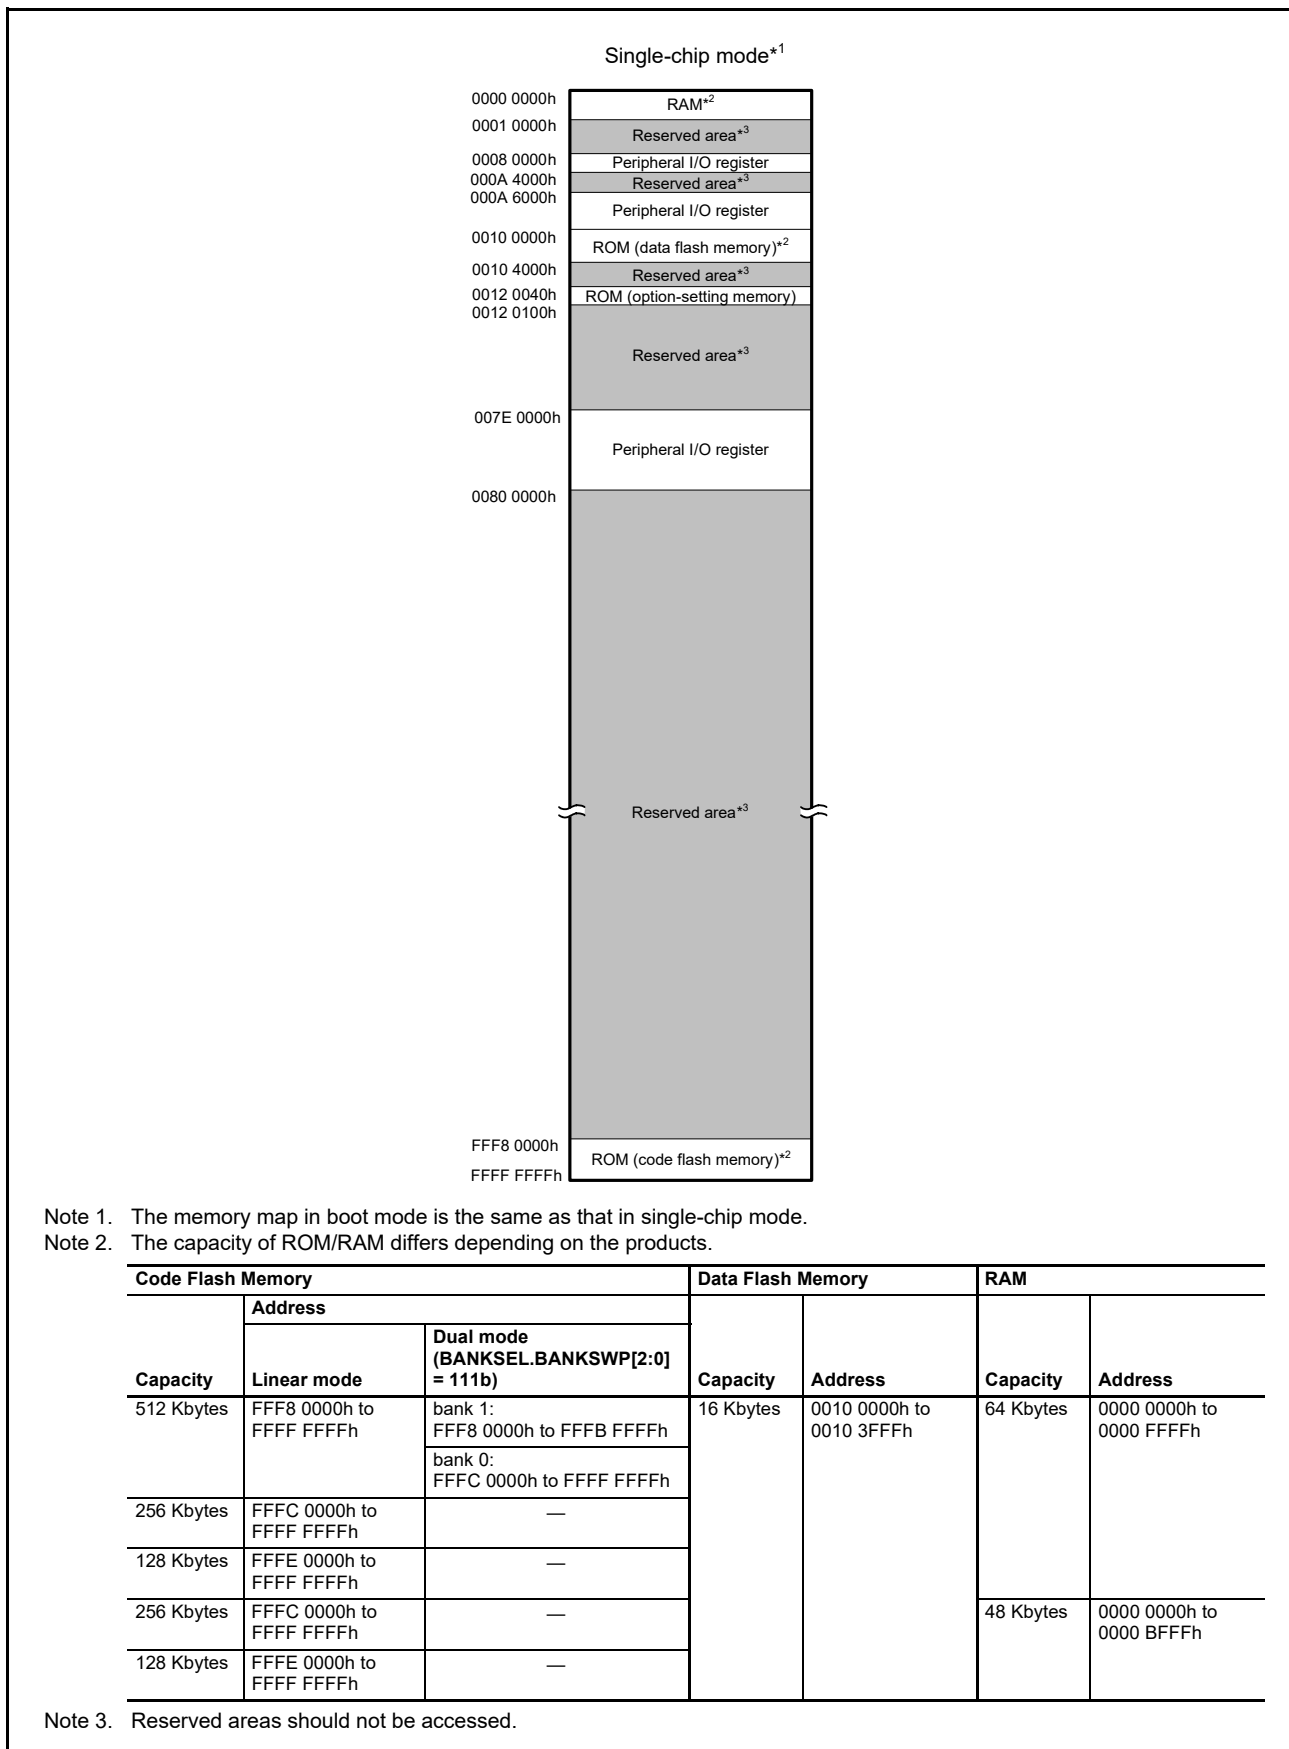 Single-chip mode*1
0000 0000h
RAM*2
0001 0000h
Reserved area*3
0008 0000h
Peripheral I/O register
000A 4000h
Reserved area*3
000A 6000h
Peripheral I/O register
0010 0000h
ROM (data flash memory)*2
0010 4000h
Reserved area*3
0012 0040h
ROM (option-setting memory)
0012 0100h
Reserved area*3
007E 0000h
Peripheral I/O register
0080 0000h
Reserved area*3
FFF8 0000h
ROM (code flash memory)*2
FFFF FFFFh
Note 1. The memory map in boot mode is the same as that in single-chip mode.
Note 2. The capacity of ROM/RAM differs depending on the products.
Code Flash Memory Data Flash Memory RAM
Address
Dual mode
(BANKSEL.BANKSWP[2:0]
Capacity Linear mode = 111b) Capacity Address Capacity Address
512 Kbytes FFF8 0000h to bank 1: 16 Kbytes 0010 0000h to 64 Kbytes 0000 0000h to
FFFF FFFFh FFF8 0000h to FFFB FFFFh 0010 3FFFh 0000 FFFFh
bank 0:
FFFC 0000h to FFFF FFFFh
256 Kbytes FFFC 0000h to —
FFFF FFFFh
128 Kbytes FFFE 0000h to —
FFFF FFFFh
256 Kbytes FFFC 0000h to — 48 Kbytes 0000 0000h to
FFFF FFFFh 0000 BFFFh
128 Kbytes FFFE 0000h to —
FFFF FFFFh
Note 3. Reserved areas should not be accessed.